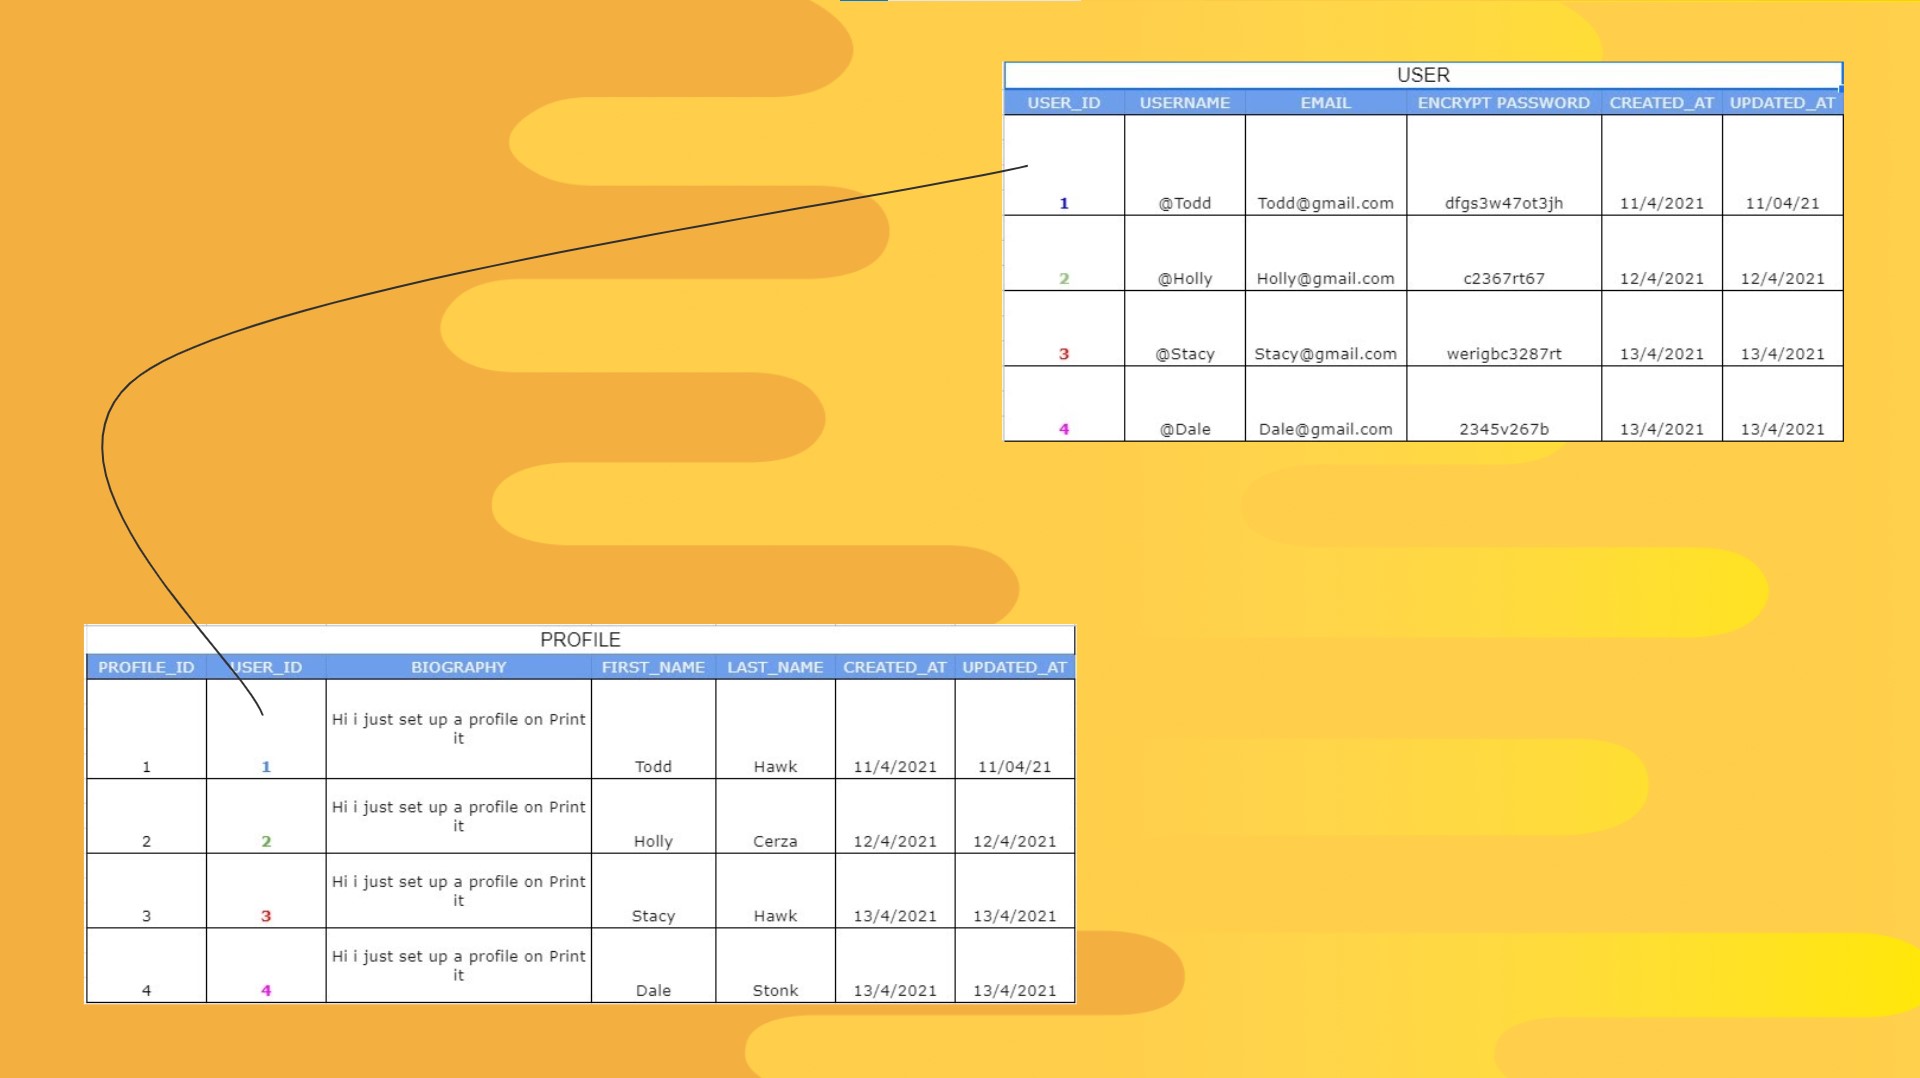 USER
USER_ID USERNAME EMAIL ENCRYPT PASSWORD CREATED_AT UPDATED_AT
1 @Todd Todd@gmail.com dfgs3w47ot3jh 11/4/2021 11/04/21
2 @Holly Holly@gmail.com c2367rt67 12/4/2021 12/4/2021
3 @Stacy Stacy@gmail.com werigbc3287rt 13/4/2021 13/4/2021
4 @Dale Dale@gmail.com 2345v267b 13/4/2021 13/4/2021
PROFILE
PROFILE_ID USER_ID BIOGRAPHY FIRST_NAME LAST_NAME CREATED_AT UPDATED_AT
Hi i just set up a profile on Print
it
1 1 Todd Hawk 11/4/2021 11/04/21
Hi i just set up a profile on Print
it
2 2 Holly Cerza 12/4/2021 12/4/2021
Hi i just set up a profile on Print
it
3 3 Stacy Hawk 13/4/2021 13/4/2021
Hi i just set up a profile on Print
it
4 4 Dale Stonk 13/4/2021 13/4/2021